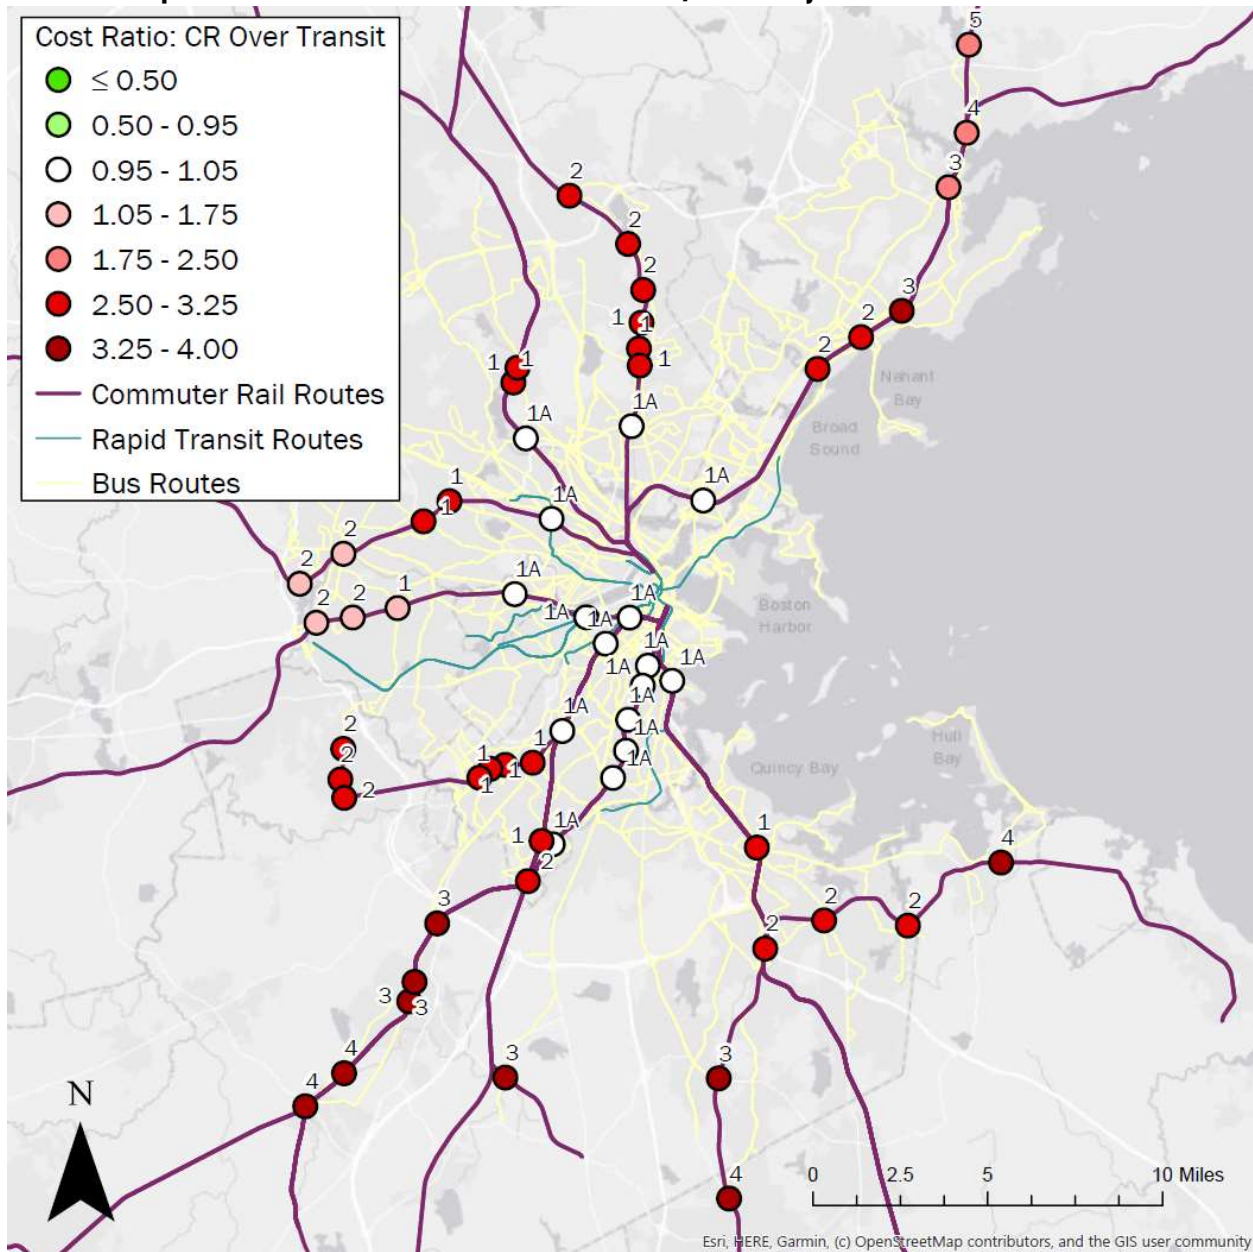 5
Cost Ratio: CR Over Transit
≤ 0.50
0.50 - 0.95
0.95 - 1.05
1.05 - 1.75
1.75 - 2.50
2.50 - 3.25
3.25 - 4.00
Commuter Rail Routes
Rapid Transit Routes
Bus Routes
4
3
2
2
2
1
1
1
3
2
2
1
1
Nahant
Bay
Broad
Sound
1A
1A
1A
1A
1
1
2
2
2
2
1
1A
1A
1A
1A
Boston
Harbor
1A
1A
1A
1A
1A
1A
1A
Hull
Bay
Quincy Bay
2
2
2
1
1
1
1
1
1A
2
1
4
2
2
2
3
3
3
4
4
3
3
4
N
0
2.5
5
10 Miles
Esri, HERE, Garmin, (c) OpenStreetMap contributors, and the GIS user community